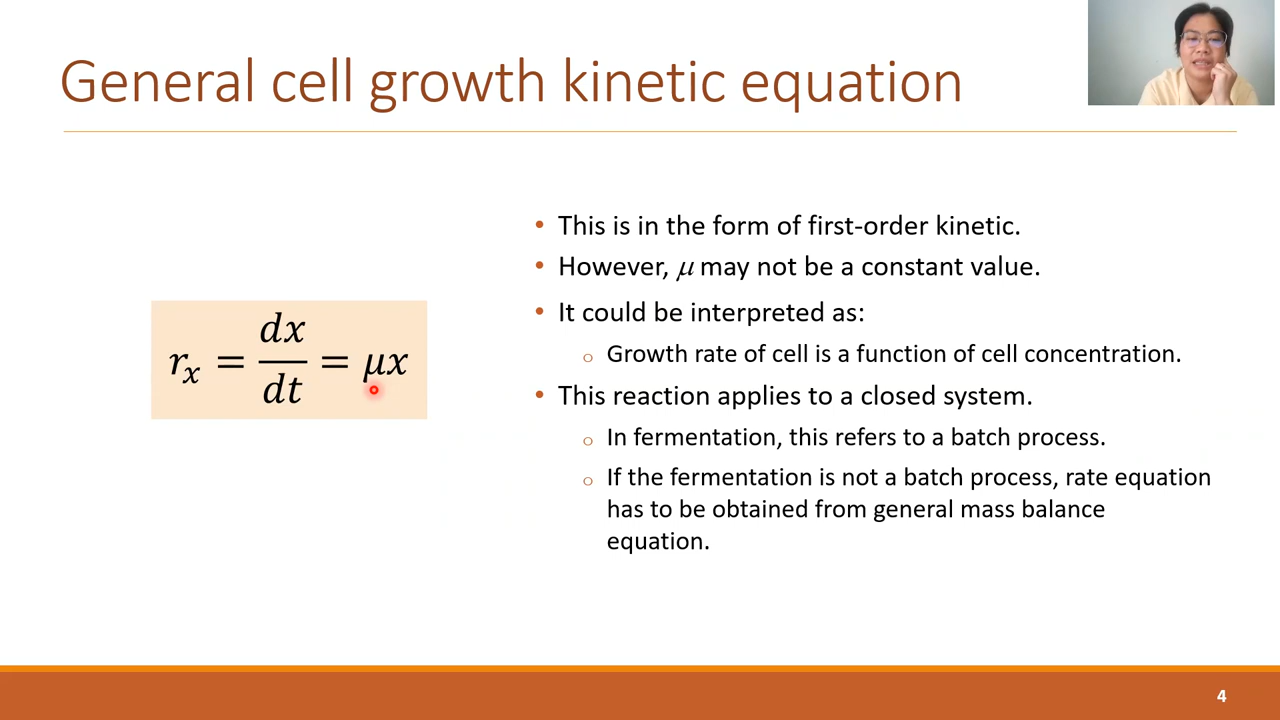 General cell growth kinetic equation
r_x = dx/dt = μx
• This is in the form of first-order kinetic.
• However, μ may not be a constant value.
• It could be interpreted as:
o Growth rate of cell is a function of cell concentration.
• This reaction applies to a closed system.
o In fermentation, this refers to a batch process.
o If the fermentation is not a batch process, rate equation
has to be obtained from general mass balance
equation.
4